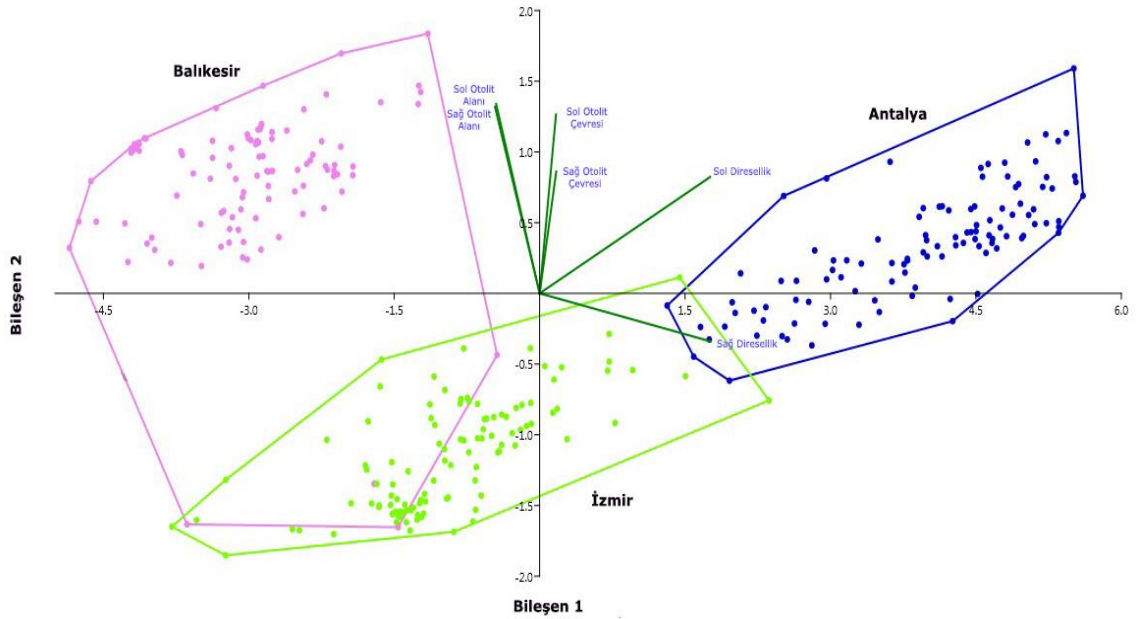 2.0
Balıkesir
1.5
Sol Otolit
Alanı
Sağ Otolit
Alanı
Sol Otolit
Çevresi
Antalya
1.0
Sağ Otolit
Çevresi
Sol Diresellik
0.5
Bileşen 2
-4.5
-3.0
-1.5
1.5
3.0
4.5
6.0
Sağ Diresellik
-0.5
-1.0
-1.5
İzmir
-2.0
Bileşen 1